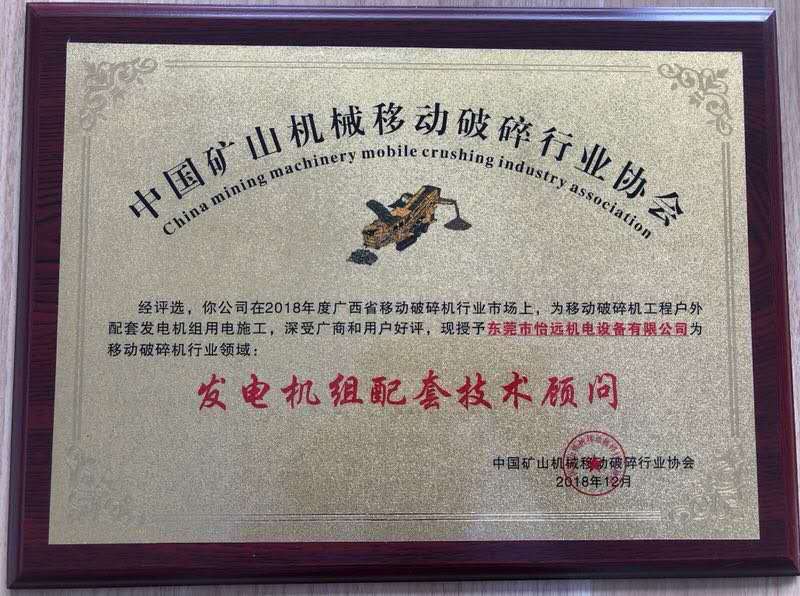 中国矿山机械移动破碎行业协会
China mining machinery mobile crushing industry association
经评选，你公司在2018年度广西省移动破碎机行业市场上，为移动破碎机工程户外
配套发电机组用电施工，深受广商和用户好评，现授予东莞市怡远机电设备有限公司为
移动破碎机行业领域：
发电机组配套技术顾问
中国矿山机械移动破碎行业协会
2018年12月